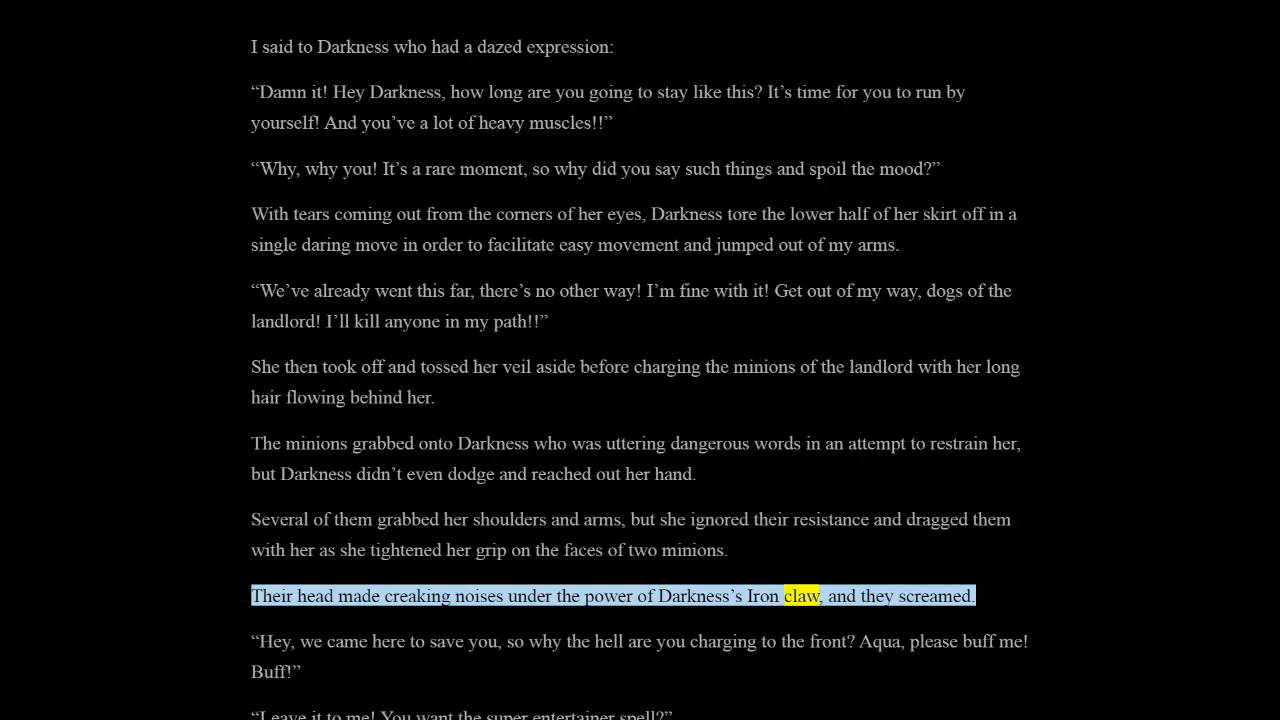 I said to Darkness who had a dazed expression:
“Damn it! Hey Darkness, how long are you going to stay like this? It’s time for you to run by
yourself! And you’ve a lot of heavy muscles!!”
“Why, why you! It’s a rare moment, so why did you say such things and spoil the mood?”
With tears coming out from the corners of her eyes, Darkness tore the lower half of her skirt off in a
single daring move in order to facilitate easy movement and jumped out of my arms.
“We’ve already went this far, there’s no other way! I’m fine with it! Get out of my way, dogs of the
landlord! I’ll kill anyone in my path!!”
She then took off and tossed her veil aside before charging the minions of the landlord with her long
hair flowing behind her.
The minions grabbed onto Darkness who was uttering dangerous words in an attempt to restrain her,
but Darkness didn’t even dodge and reached out her hand.
Several of them grabbed her shoulders and arms, but she ignored their resistance and dragged them
with her as she tightened her grip on the faces of two minions.
Their head made creaking noises under the power of Darkness’s Iron claw, and they screamed.
“Hey, we came here to save you, so why the hell are you charging to the front? Aqua, please buff me!
Buff!”
“Leave it to me! You want the super entertainer spell?”